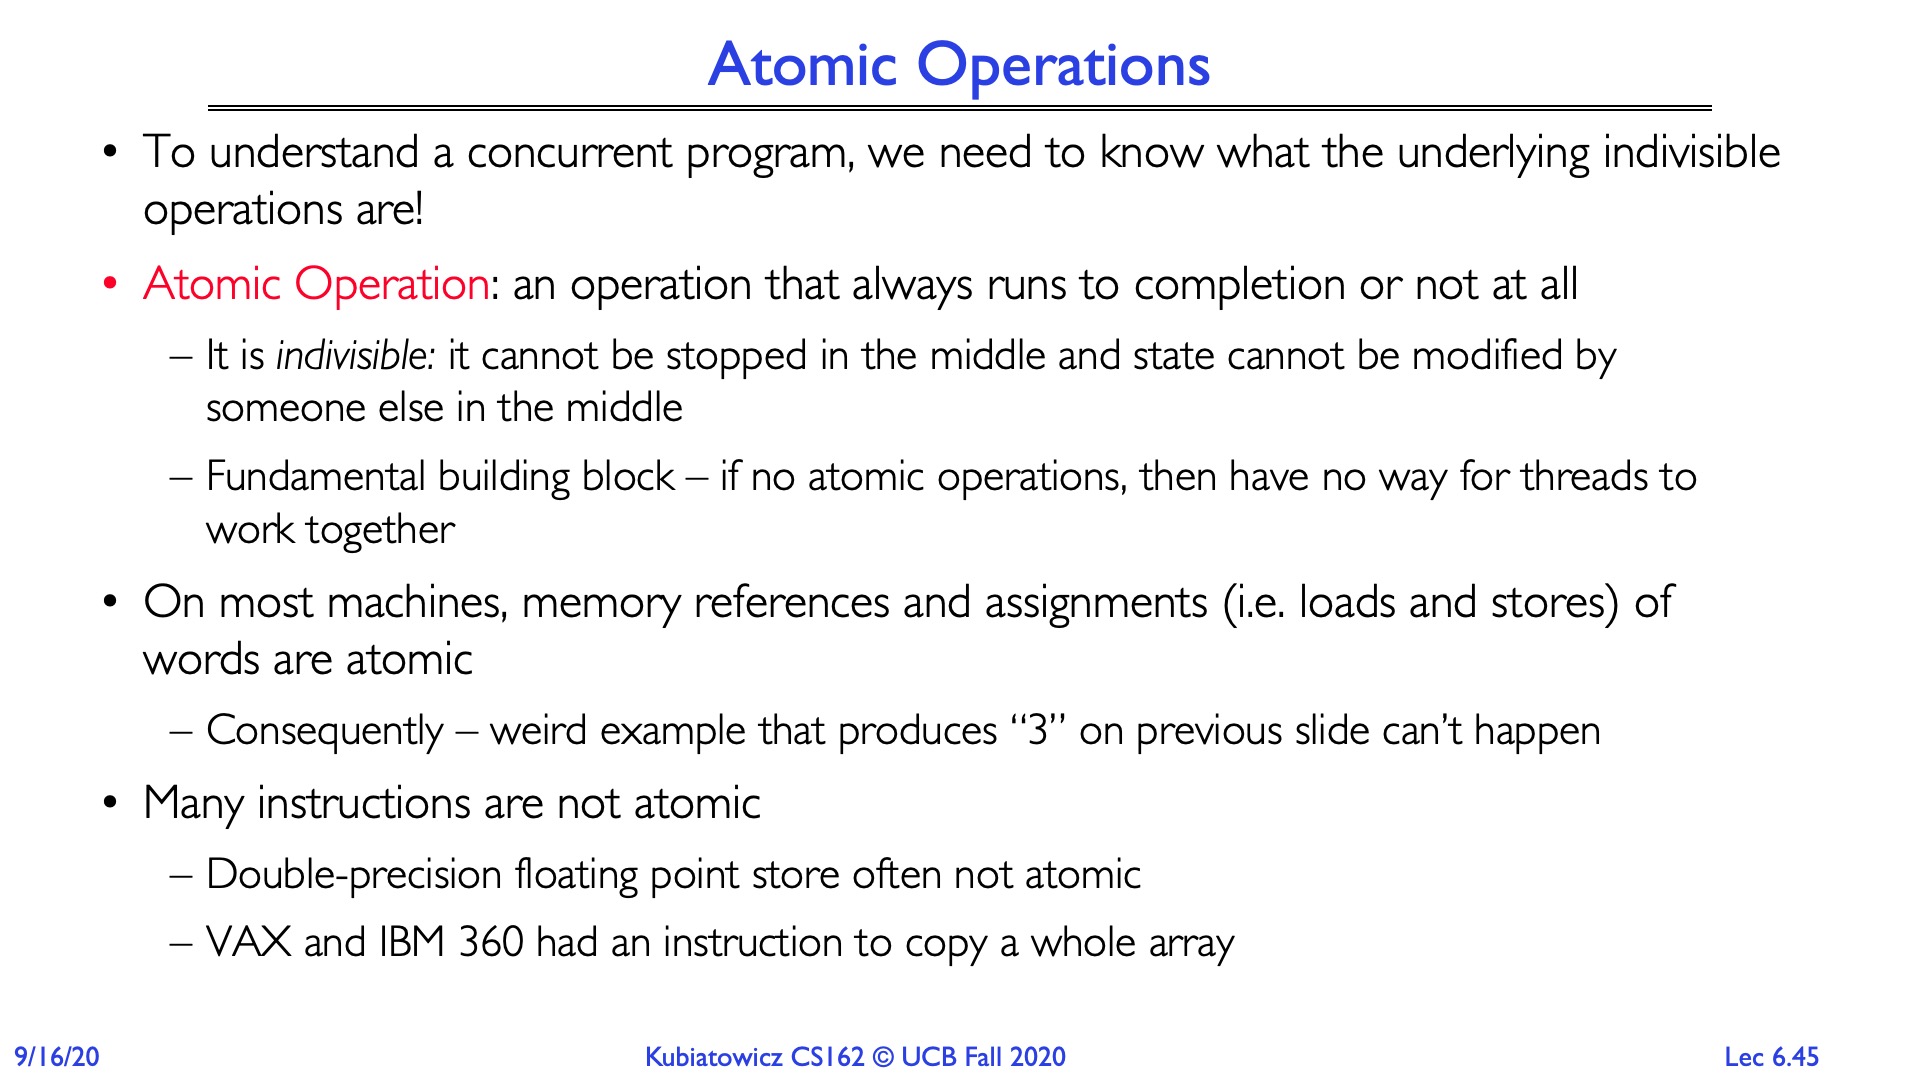 Atomic Operations
• To understand a concurrent program, we need to know what the underlying indivisible
operations are!
• Atomic Operation: an operation that always runs to completion or not at all
– It is indivisible: it cannot be stopped in the middle and state cannot be modified by
someone else in the middle
– Fundamental building block – if no atomic operations, then have no way for threads to
work together
• On most machines, memory references and assignments (i.e. loads and stores) of
words are atomic
– Consequently – weird example that produces “3” on previous slide can’t happen
• Many instructions are not atomic
– Double-precision floating point store often not atomic
– VAX and IBM 360 had an instruction to copy a whole array
9/16/20
Kubiatowicz CS162 © UCB Fall 2020
Lec 6.45